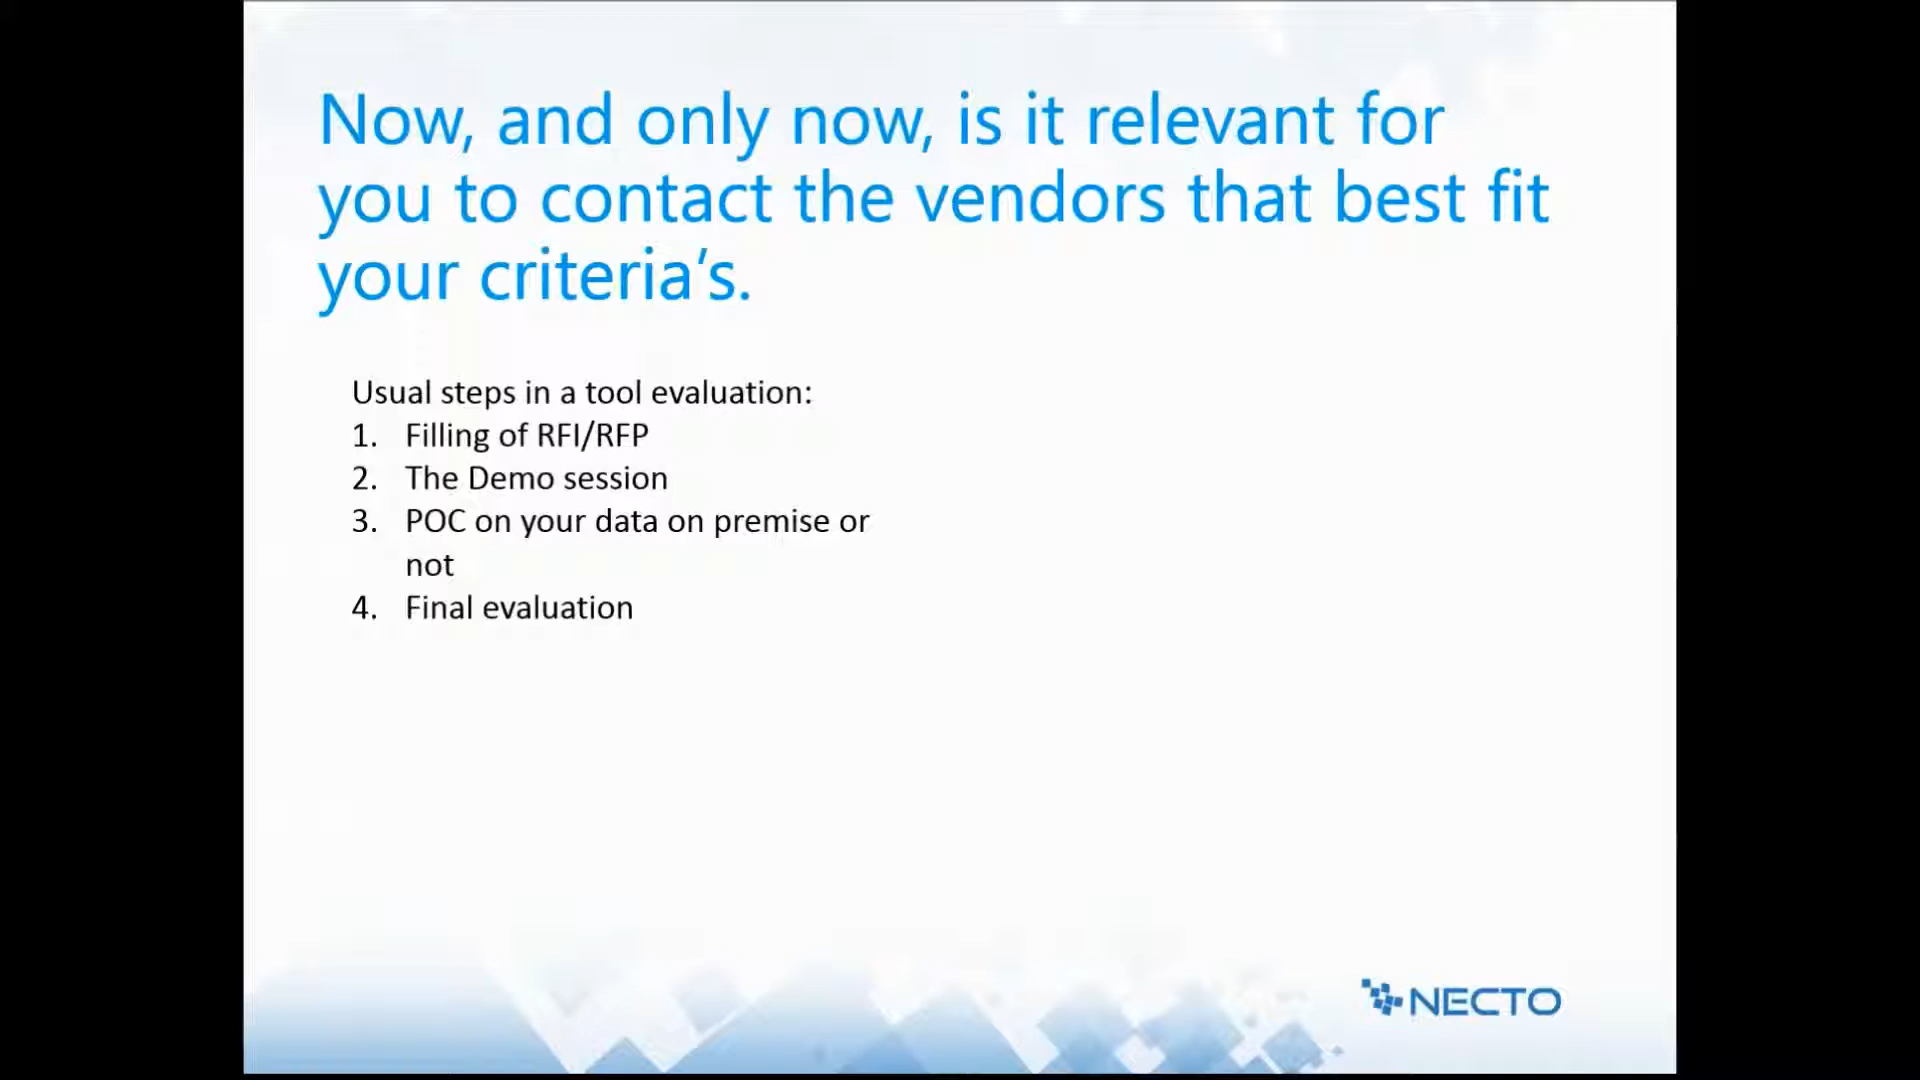 Now, and only now, is it relevant for
you to contact the vendors that best fit
your criteria’s.
Usual steps in a tool evaluation:
1. Filling of RFI/RFP
2. The Demo session
3. POC on your data on premise or
not
4. Final evaluation
NECTO